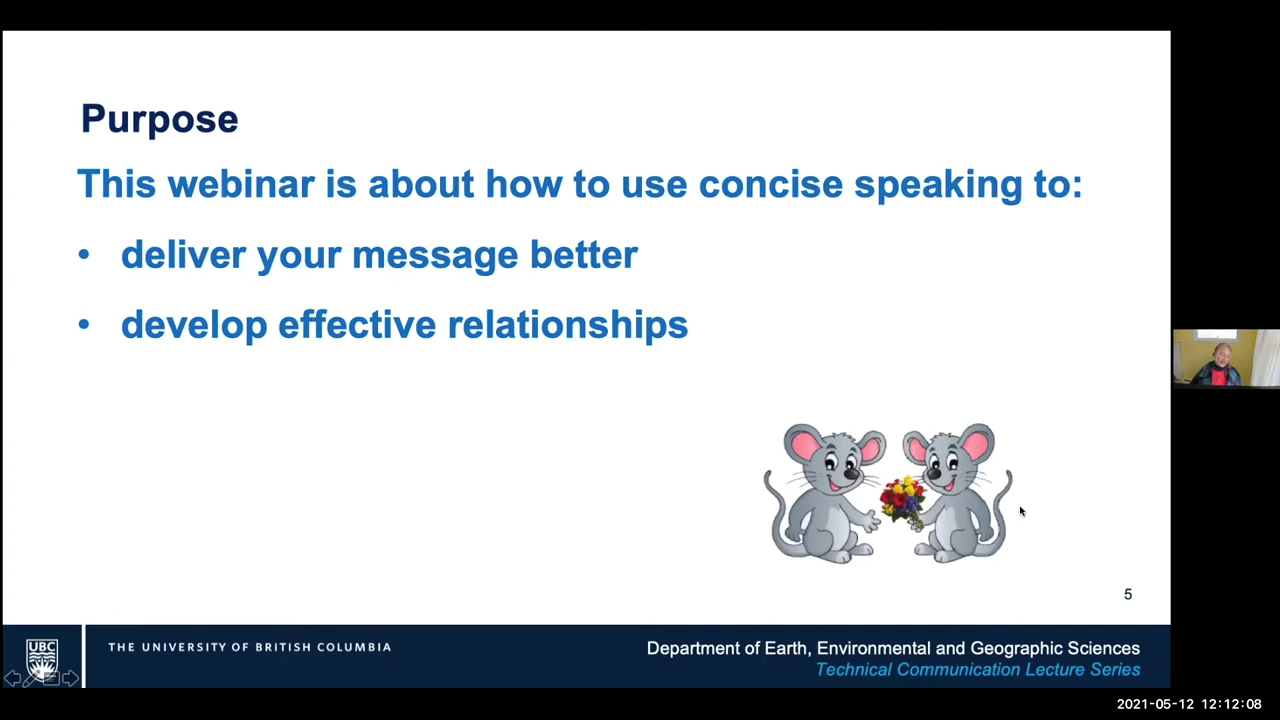 Purpose
This webinar is about how to use concise speaking to:
• deliver your message better
• develop effective relationships
5
UBC
THE UNIVERSITY OF BRITISH COLUMBIA
Department of Earth, Environmental and Geographic Sciences
Technical Communication Lecture Series
2021-05-12 12:12:08